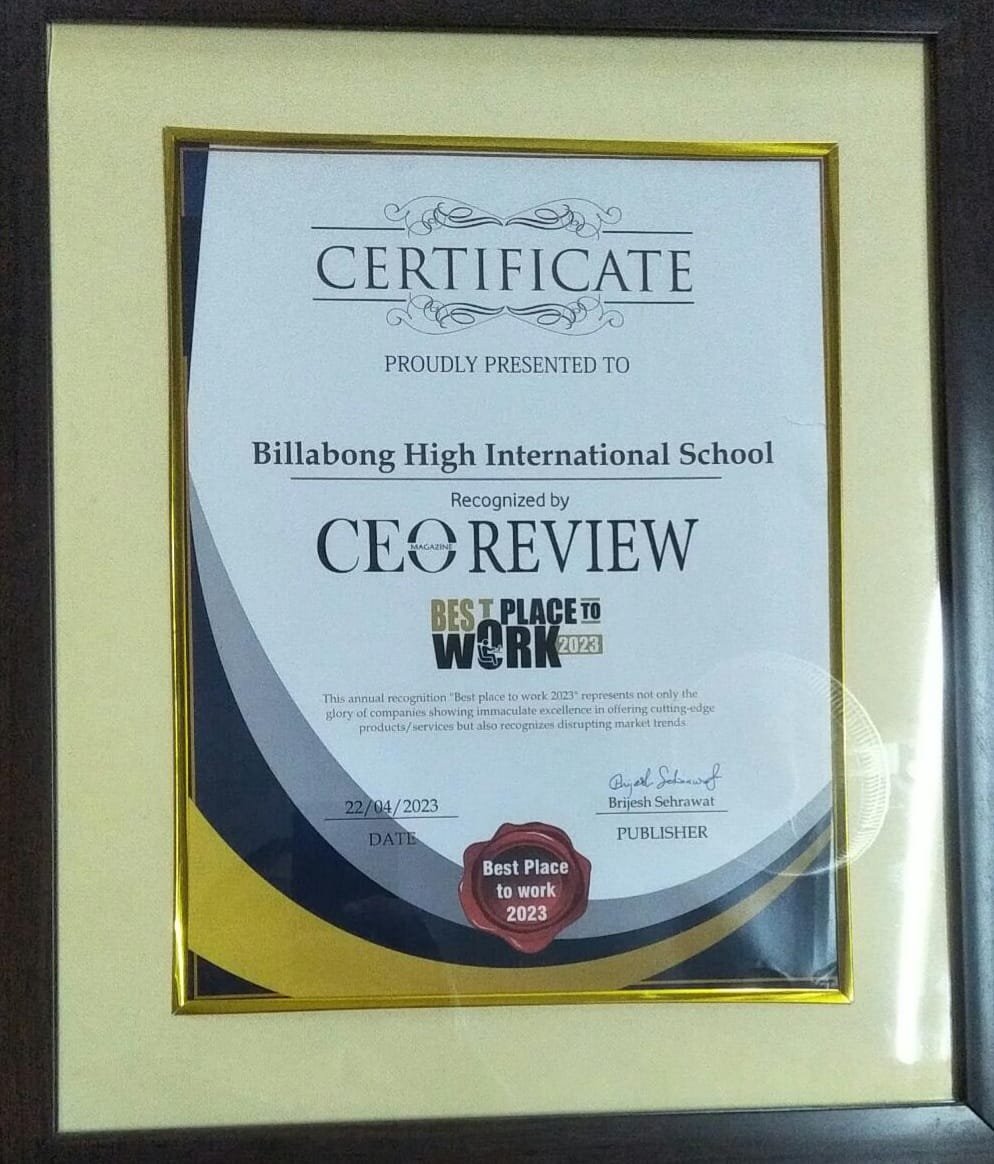 CERTIFICATE
PROUDLY PRESENTED TO
Billabong High International School
Recognized by
CEO MAGAZINE REVIEW
BEST PLACE TO
WORK 2023
This annual recognition "Best place to work 2023" represents not only the
glory of companies showing immaculate excellence in offering cutting-edge
products/services but also recognizes disrupting market trends
Brijesh Sehrawat
22/04/2023
Brijesh Sehrawat
DATE
PUBLISHER
Best Place
to work
2023